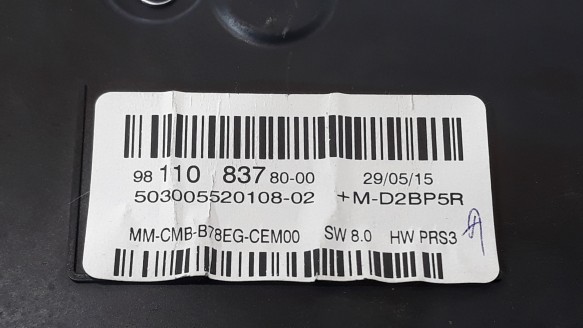 98 110 837 80-00 29/05/15
503005520108-02 +M-D2BP5R
MM-CMB-B78EG-CEM00 SW 8.0 HW PRS3